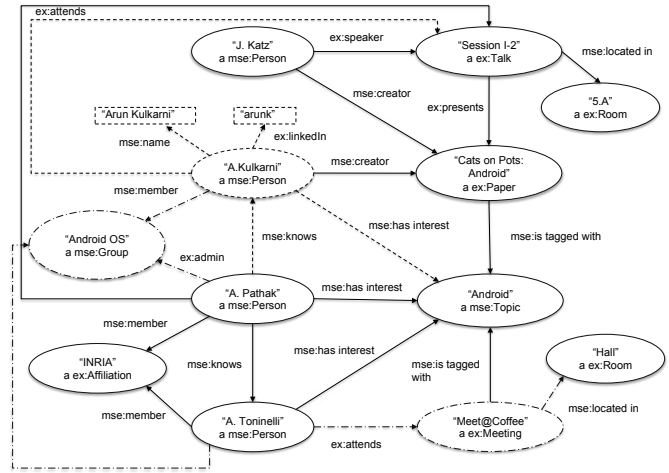 ex:attends
"J. Katz"
a mse:Person
ex:speaker
"Session I-2"
a ex:Talk
mse:located in
"5.A"
a ex:Room
mse:creator
ex:presents
"Arun Kulkarni"
"arunk"
mse:name
ex:linkedIn
"A.Kulkarni"
a mse:Person
mse:creator
"Cats on Pots:
Android"
a ex:Paper
mse:member
mse:has interest
mse:is tagged with
"Android OS"
a mse:Group
ex:admin
mse:knows
"A. Pathak"
a mse:Person
mse:has interest
"Android"
a mse:Topic
mse:member
"INRIA"
a ex:Affiliation
mse:knows
mse:has interest
mse:is tagged
with
"Hall"
a ex:Room
mse:member
"A. Toninelli"
a mse:Person
ex:attends
"Meet@Coffee"
a ex:Meeting
mse:located in